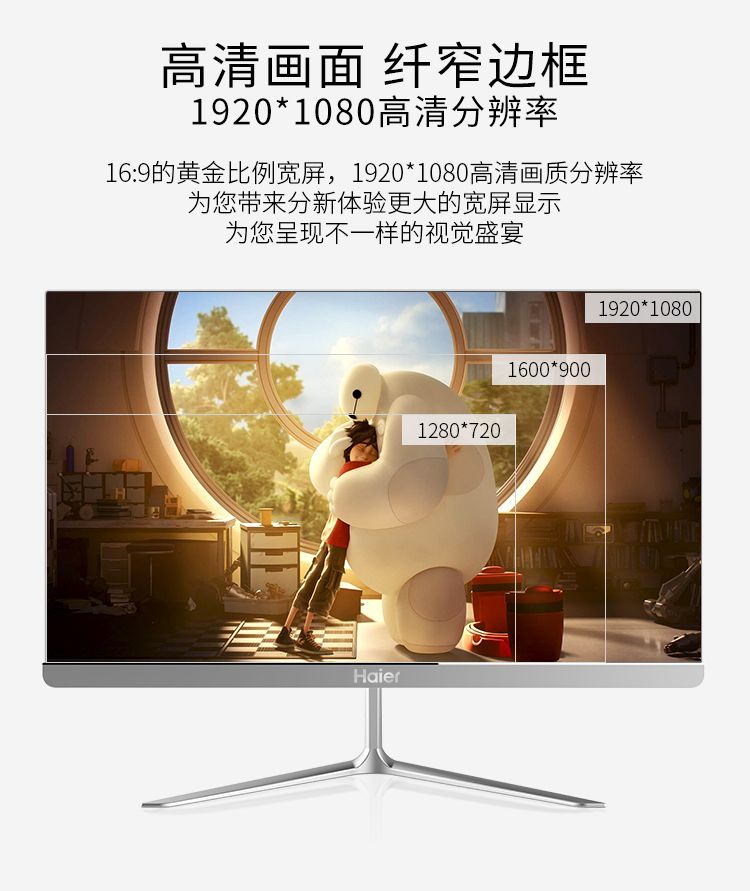 高清画面 纤窄边框
1920*1080高清分辨率
16:9的黄金比例宽屏，1920*1080高清画质分辨率
为您带来分新体验更大的宽屏显示
为您呈现不一样的视觉盛宴
1920*1080
1600*900
1280*720
Haier